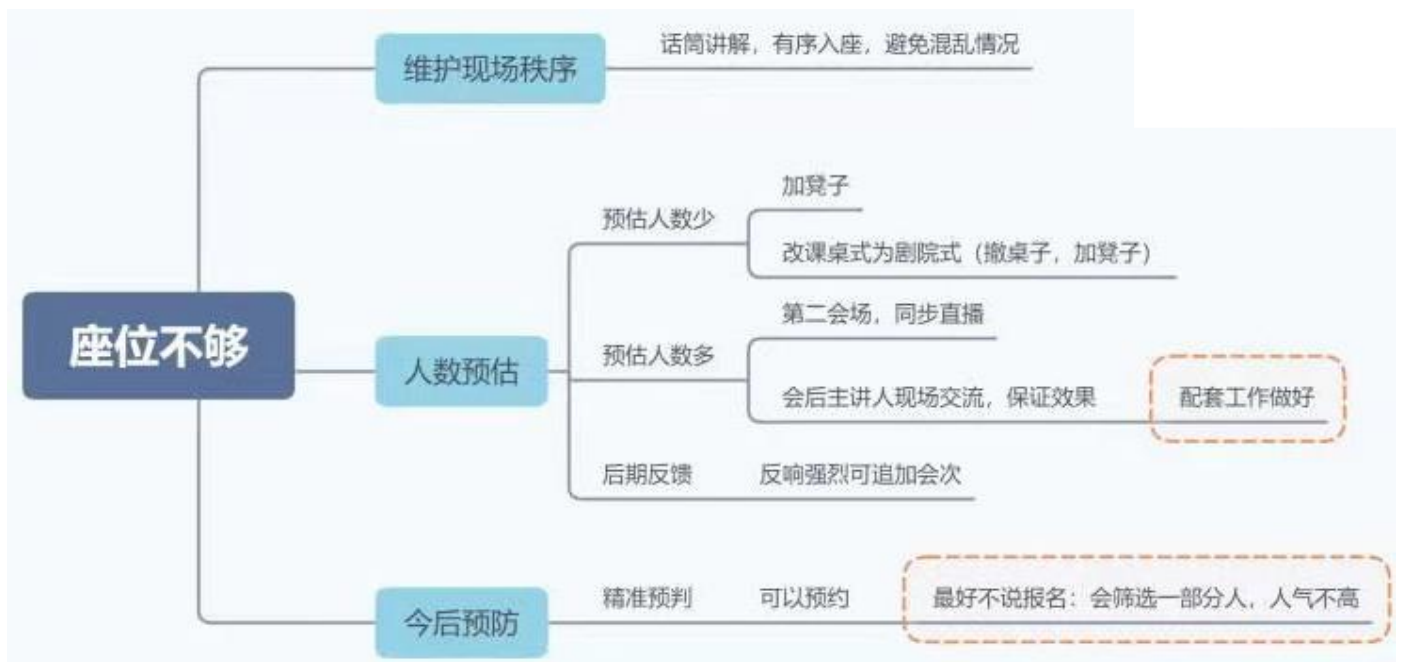 座位不够
维护现场秩序
话筒讲解，有序入座，避免混乱情况
人数预估
预估人数少
加凳子
改课桌式为剧院式（撤桌子，加凳子）
预估人数多
第二会场，同步直播
会后主讲人现场交流，保证效果
配套工作做好
后期反馈
反响强烈可追加会次
今后预防
精准预判
可以预约
最好不说报名：会筛选一部分人，人气不高